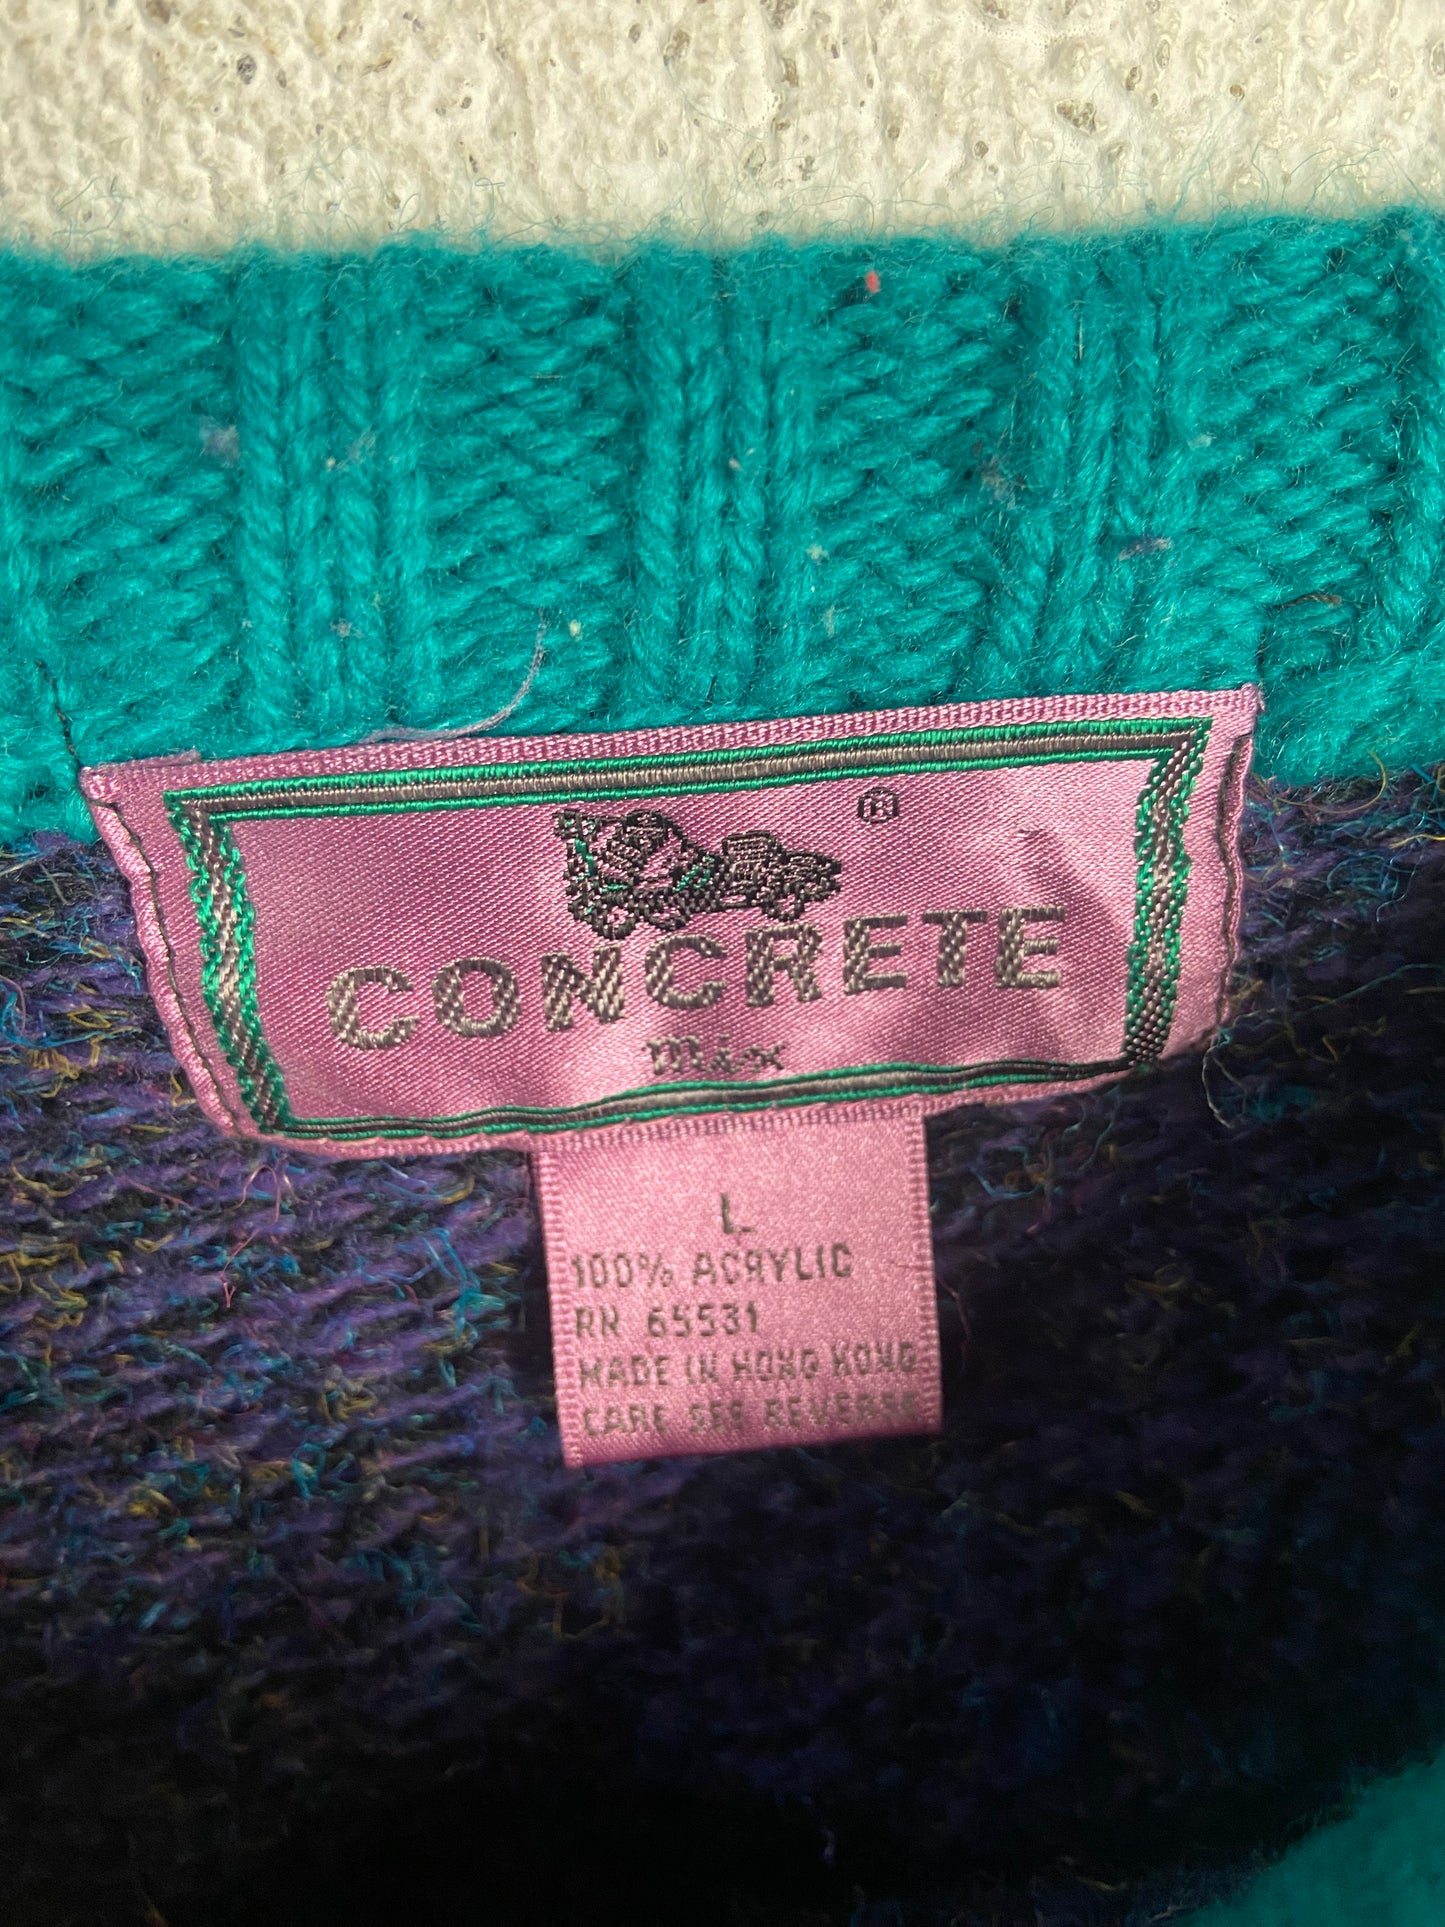 ®
CONCRETE
mix
L
100% ACRYLIC
RN 65531
MADE IN HONG KONG
CARE SEE REVERSE